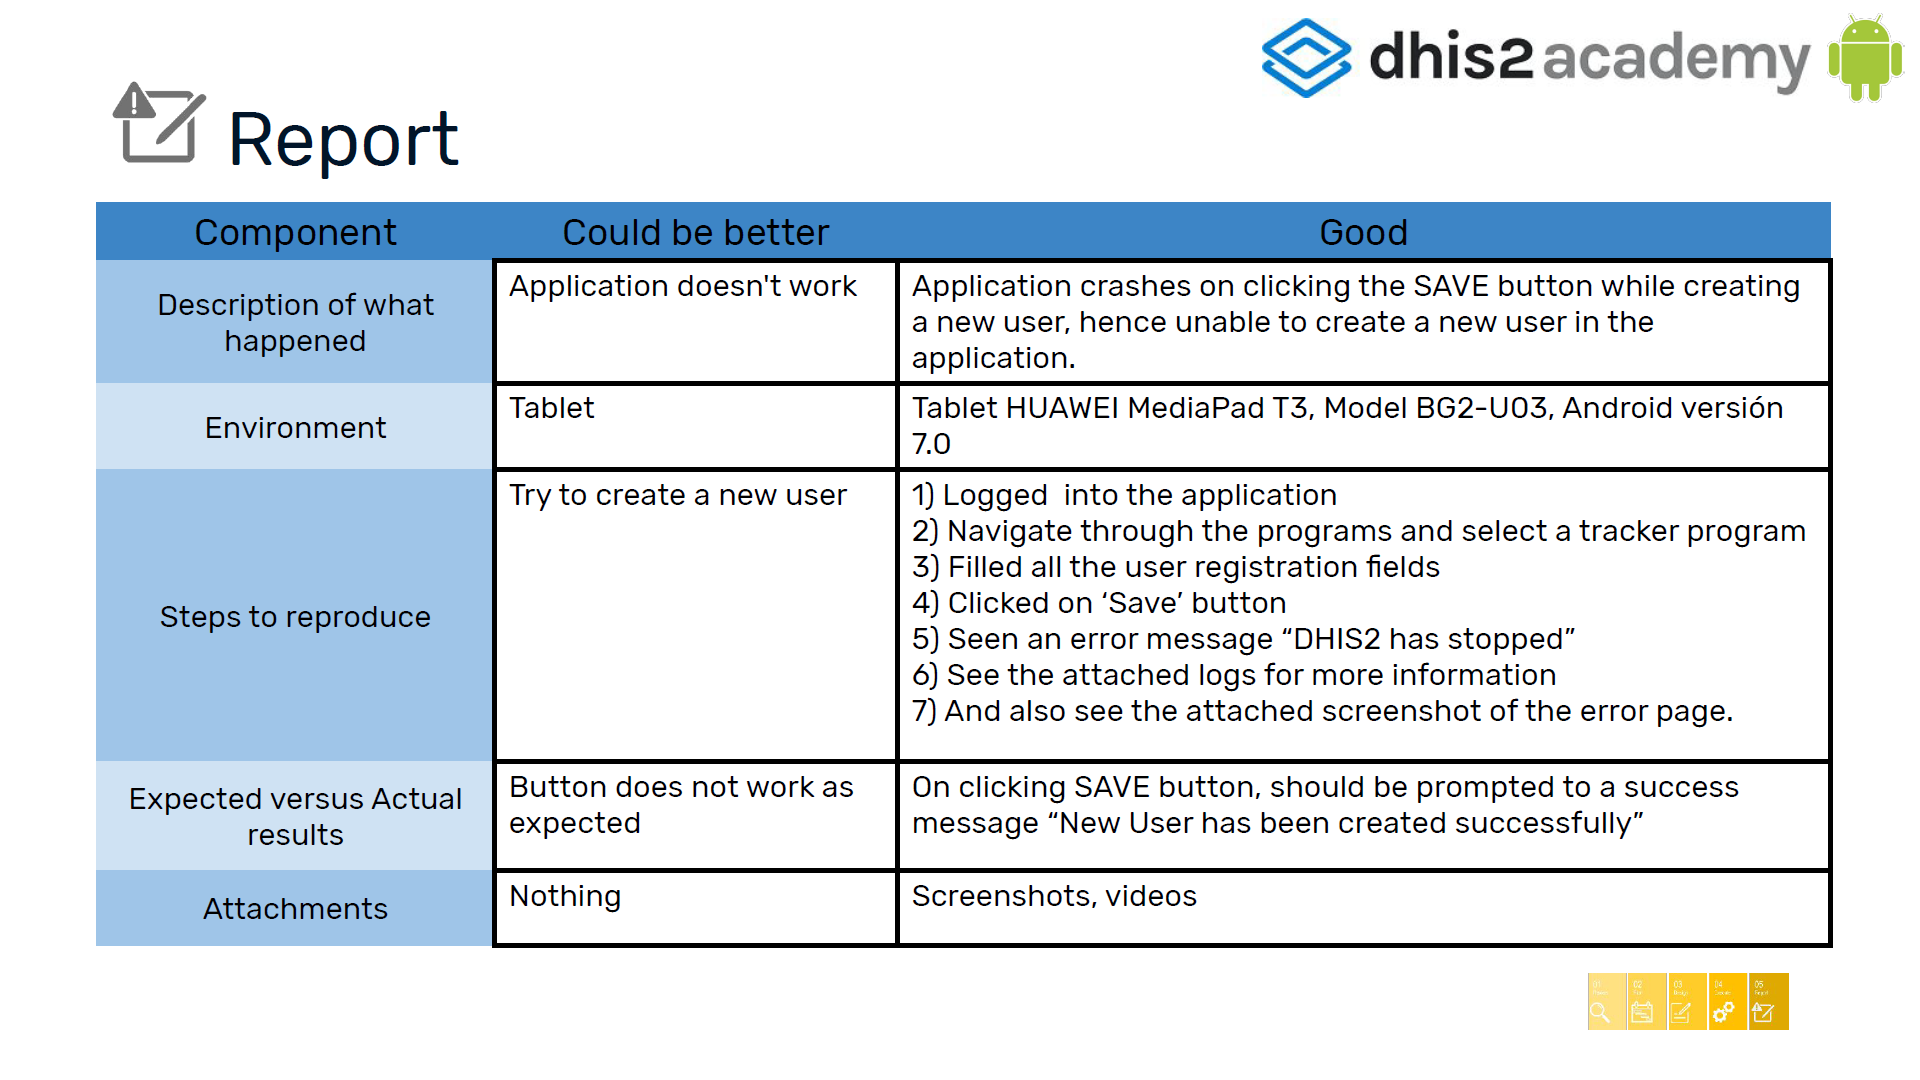 dhis2 academy
Report
Component
Could be better
Good
Description of what
happened
Application doesn't work
Application crashes on clicking the SAVE button while creating
a new user, hence unable to create a new user in the
application.
Environment
Tablet
Tablet HUAWEI MediaPad T3, Model BG2-U03, Android versión
7.0
Steps to reproduce
Try to create a new user
1) Logged  into the application
2) Navigate through the programs and select a tracker program
3) Filled all the user registration fields
4) Clicked on ‘Save’ button
5) Seen an error message “DHIS2 has stopped”
6) See the attached logs for more information
7) And also see the attached screenshot of the error page.
Expected versus Actual
results
Button does not work as
expected
On clicking SAVE button, should be prompted to a success
message “New User has been created successfully”
Attachments
Nothing
Screenshots, videos
01
02
03
04
05